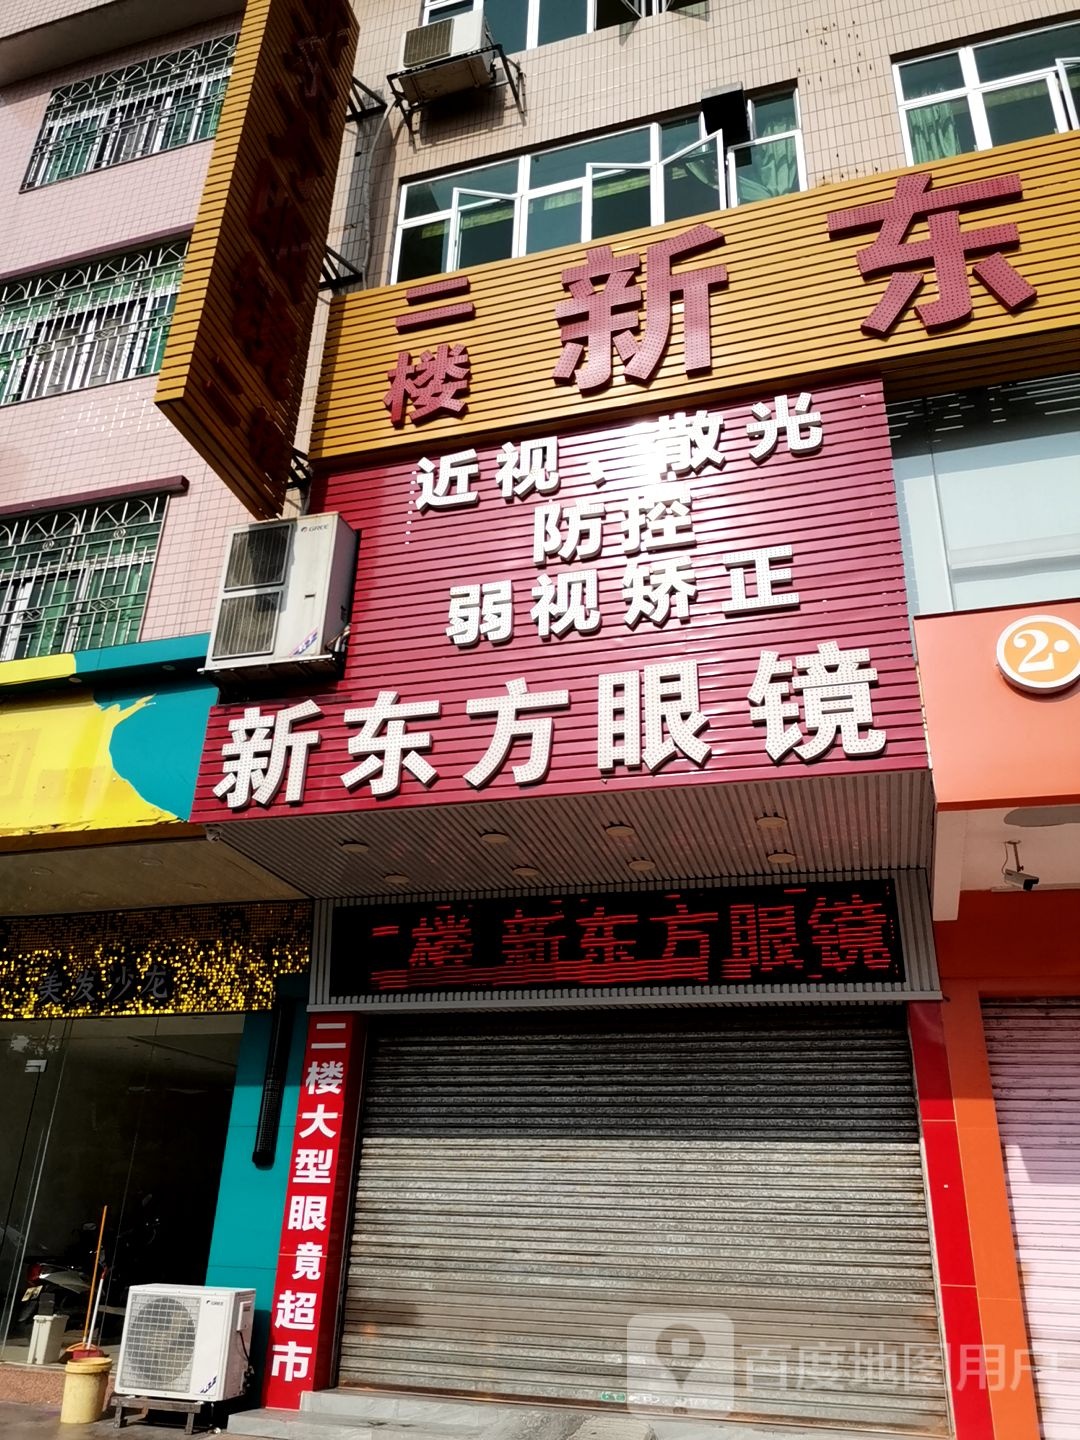 二楼 新东
近视、散光
防控
弱视矫正
新东方眼镜
二楼 新东方眼镜
二楼大型眼竟超市
美发沙龙
GREE
2
百度地图用户